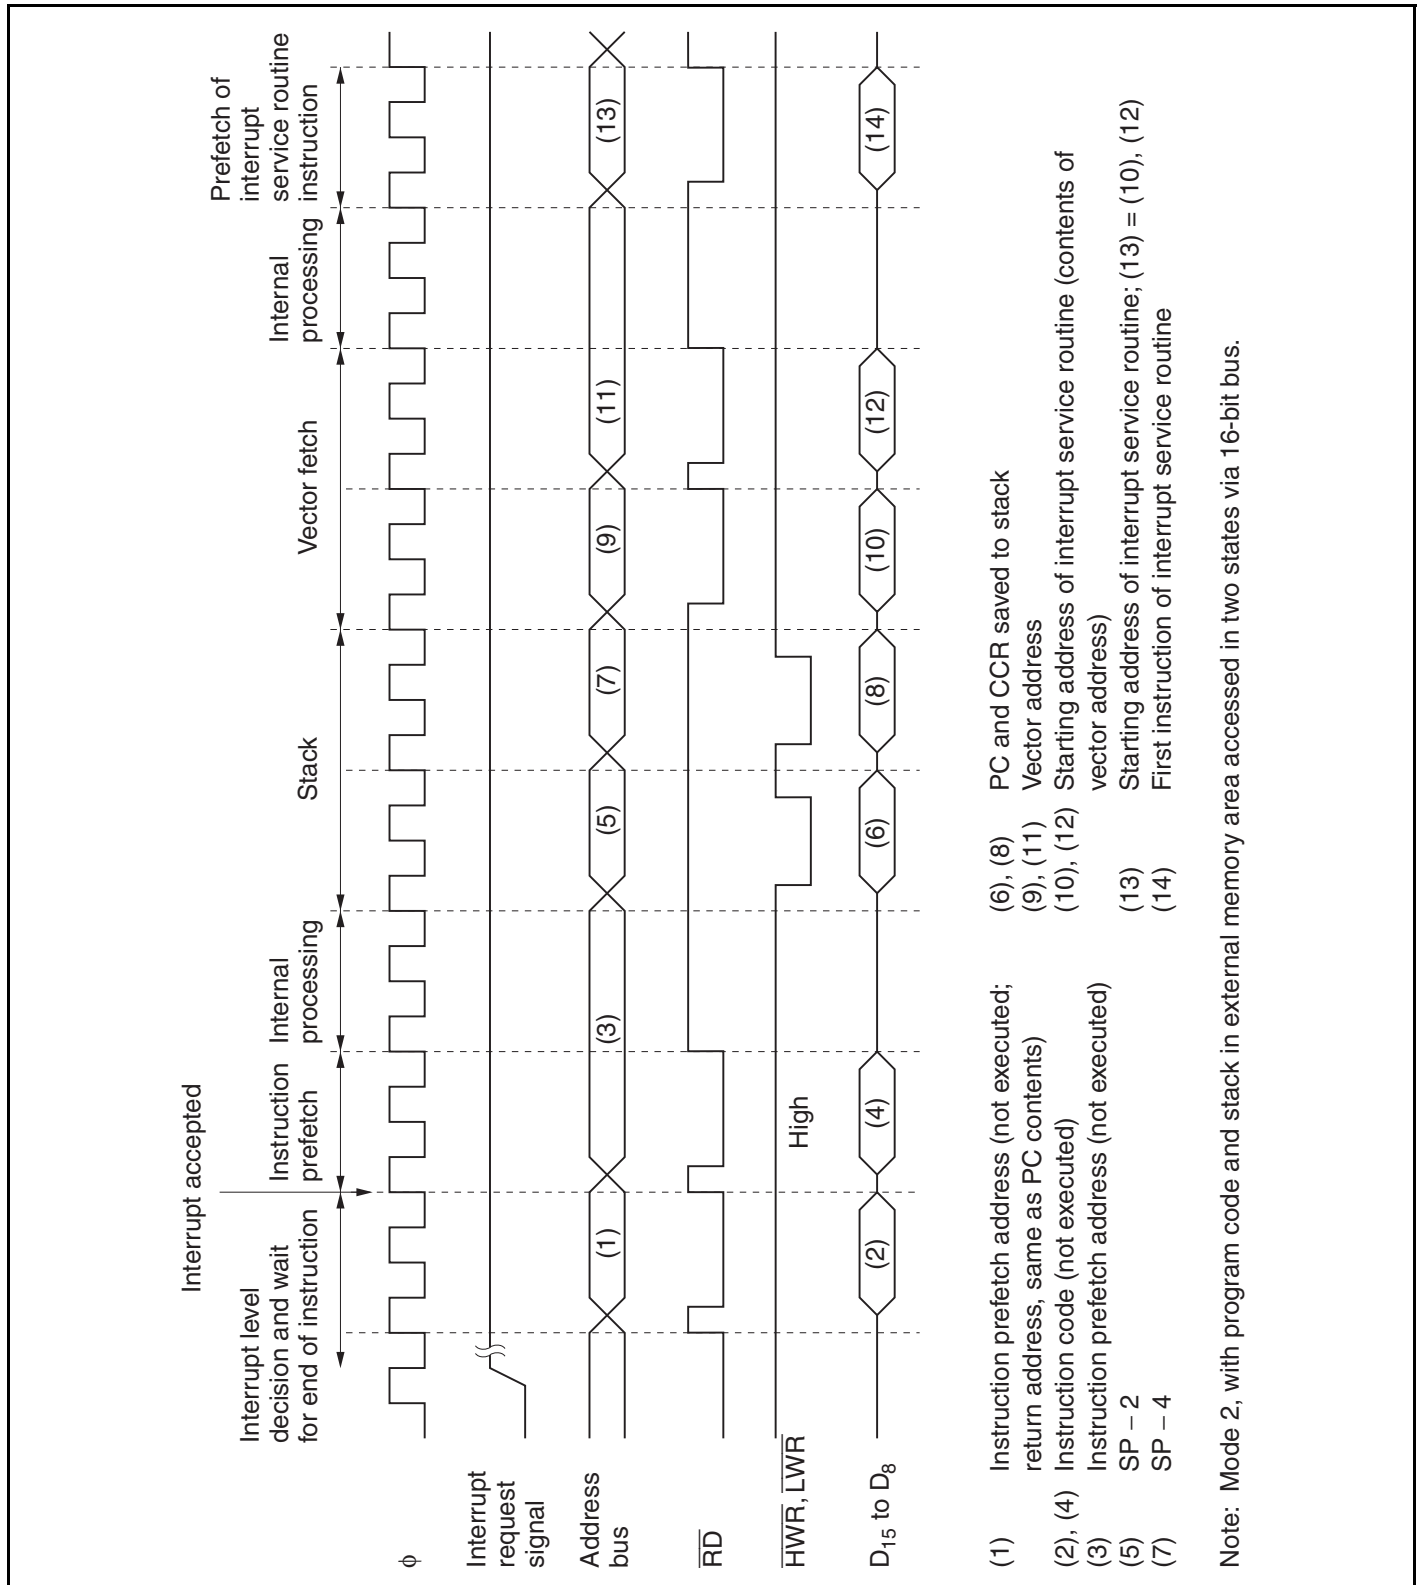 Interrupt accepted
Interrupt level
decision and wait
for end of instruction
Instruction
prefetch
Internal
processing
Stack
Vector fetch
Internal
processing
Prefetch of
interrupt
service routine
instruction
φ
Interrupt
request
signal
Address
bus
(1)
(3)
(5)
(7)
(9)
(11)
(13)
RD
HWR, LWR
High
D15 to D8
(2)
(4)
(6)
(8)
(10)
(12)
(14)
(1) Instruction prefetch address (not executed;
return address, same as PC contents)
(2), (4) Instruction code (not executed)
(3) Instruction prefetch address (not executed)
(5) SP – 2
(7) SP – 4
(6), (8) PC and CCR saved to stack
(9), (11) Vector address
(10), (12) Starting address of interrupt service routine (contents of
vector address)
(13) Starting address of interrupt service routine; (13) = (10), (12)
(14) First instruction of interrupt service routine
Note: Mode 2, with program code and stack in external memory area accessed in two states via 16-bit bus.